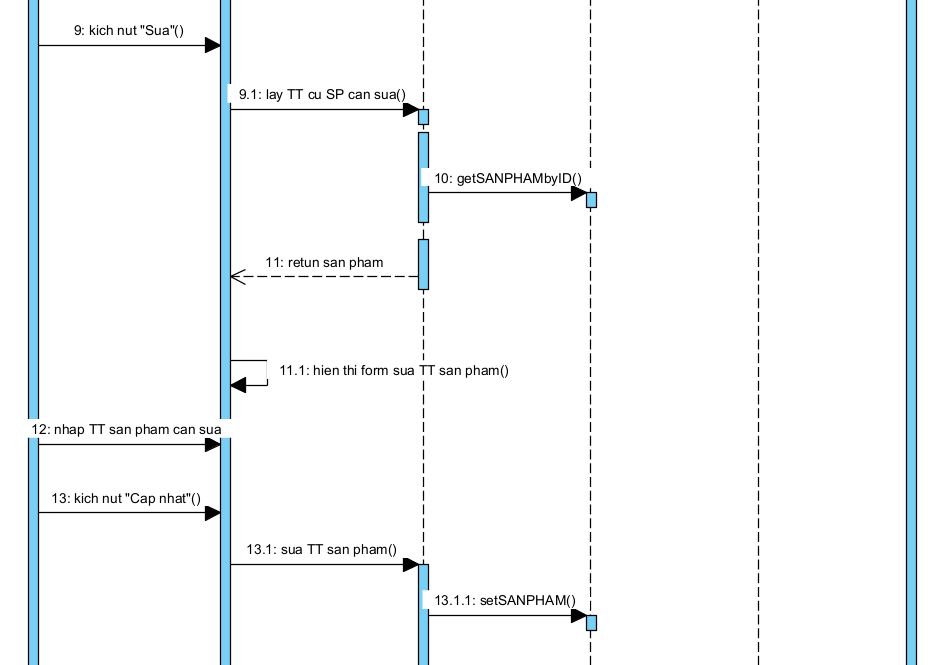 9: kich nut "Sua"()
9.1: lay TT cu SP can sua()
10: getSANPHAMbyID()
11: retun san pham
11.1: hien thi form sua TT san pham()
12: nhap TT san pham can sua
13: kich nut "Cap nhat"()
13.1: sua TT san pham()
13.1.1: setSANPHAM()